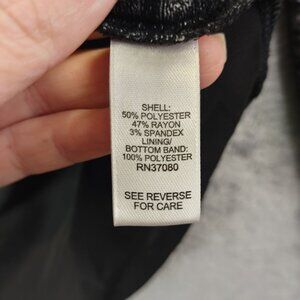 SHELL:
50% POLYESTER
47% RAYON
3% SPANDEX
LINING/
BOTTOM BAND:
100% POLYESTER
RN37080
SEE REVERSE
FOR CARE